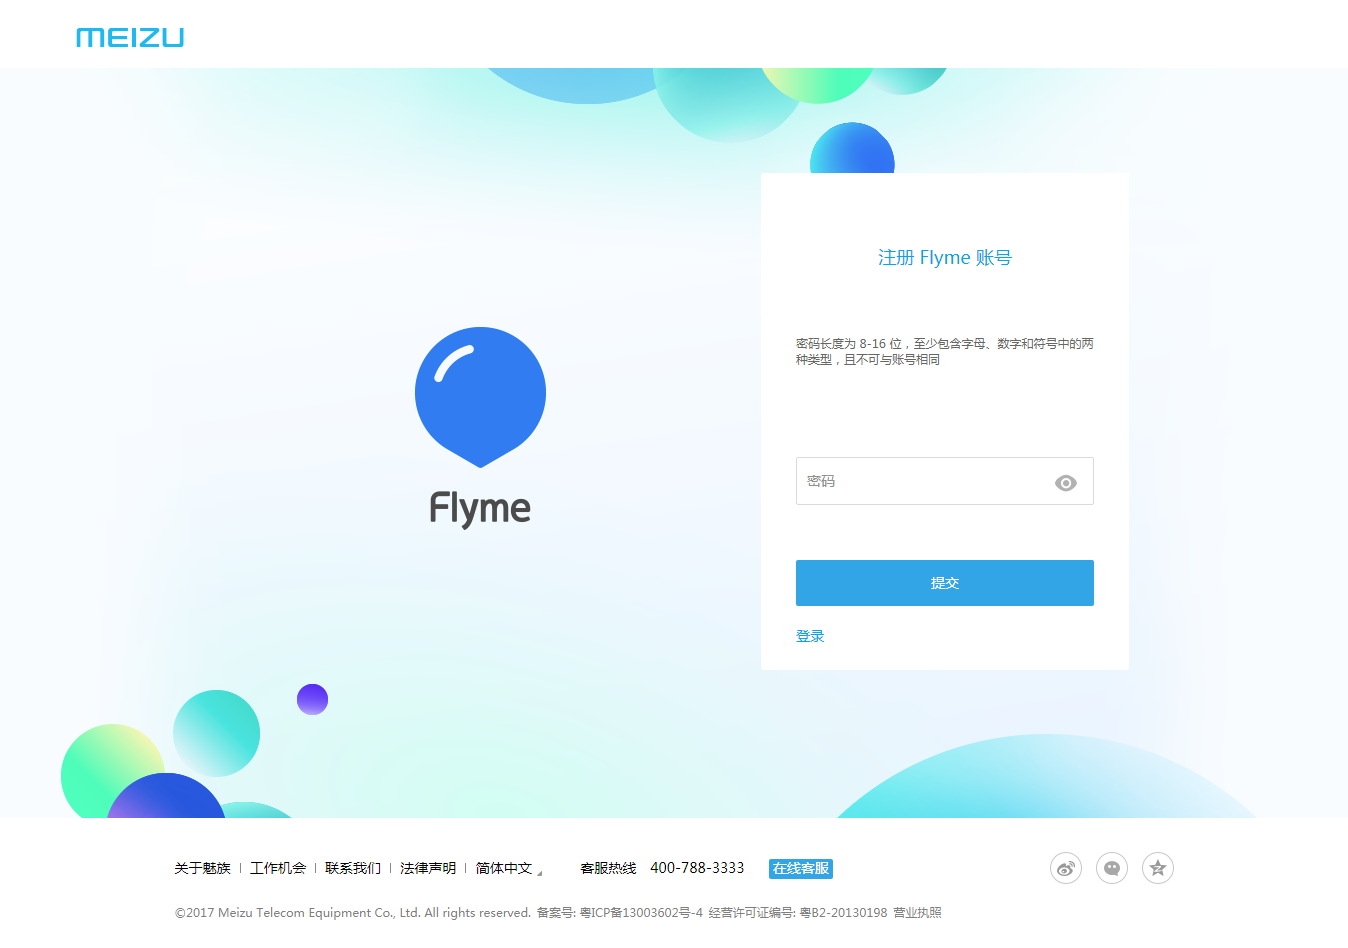 MEIZU
注册 Flyme 账号
密码长度为 8-16 位，至少包含字母、数字和符号中的两
种类型，且不可与账号相同
Flyme
密码
提交
登录
关于魅族 | 工作机会 | 联系我们 | 法律声明 | 简体中文 客服热线 400-788-3333 在线客服
©2017 Meizu Telecom Equipment Co., Ltd. All rights reserved. 备案号: 粤ICP备13003602号-4 经营许可证编号: 粤B2-20130198 营业执照